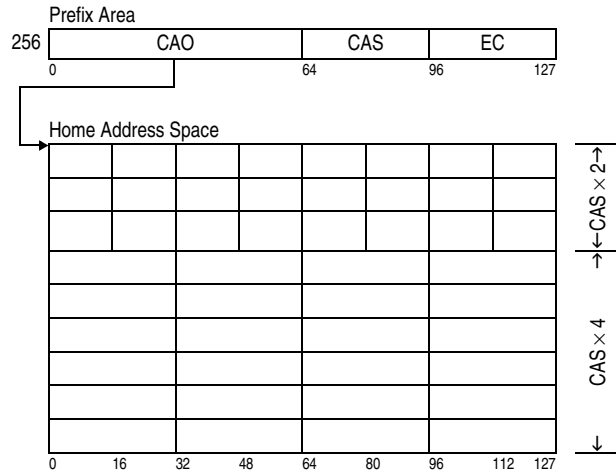 Prefix Area
256 CAO CAS EC
0 64 96 127
Home Address Space
←CAS × 2→
←CAS × 4→
0 16 32 48 64 80 96 112 127